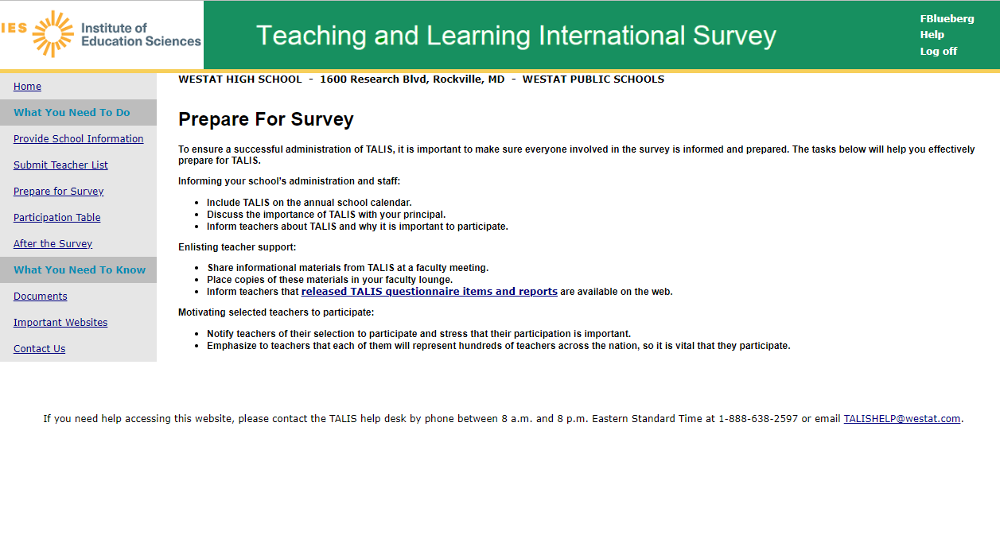 IES Institute of
Education Sciences
Teaching and Learning International Survey
FBlueberg
Help
Log off
Home
What You Need To Do
Provide School Information
Submit Teacher List
Prepare for Survey
Participation Table
After the Survey
What You Need To Know
Documents
Important Websites
Contact Us
WESTAT HIGH SCHOOL - 1600 Research Blvd, Rockville, MD - WESTAT PUBLIC SCHOOLS
Prepare For Survey
To ensure a successful administration of TALIS, it is important to make sure everyone involved in the survey is informed and prepared. The tasks below will help you effectively
prepare for TALIS.
Informing your school’s administration and staff:
• Include TALIS on the annual school calendar.
• Discuss the importance of TALIS with your principal.
• Inform teachers about TALIS and why it is important to participate.
Enlisting teacher support:
• Share informational materials from TALIS at a faculty meeting.
• Place copies of these materials in your faculty lounge.
• Inform teachers that released TALIS questionnaire items and reports are available on the web.
Motivating selected teachers to participate:
• Notify teachers of their selection to participate and stress that their participation is important.
• Emphasize to teachers that each of them will represent hundreds of teachers across the nation, so it is vital that they participate.
If you need help accessing this website, please contact the TALIS help desk by phone between 8 a.m. and 8 p.m. Eastern Standard Time at 1-888-638-2597 or email TALISHELP@westat.com.